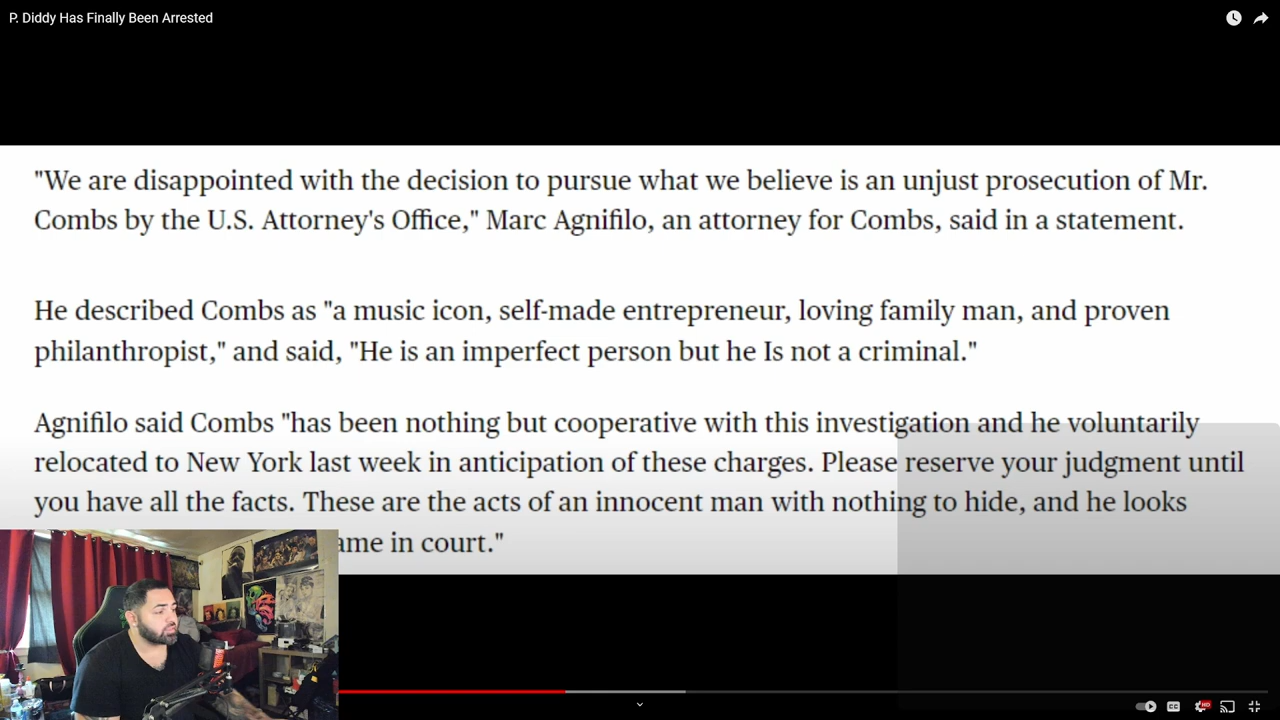 P. Diddy Has Finally Been Arrested
"We are disappointed with the decision to pursue what we believe is an unjust prosecution of Mr.
Combs by the U.S. Attorney's Office," Marc Agnifilo, an attorney for Combs, said in a statement.
He described Combs as "a music icon, self-made entrepreneur, loving family man, and proven
philanthropist," and said, "He is an imperfect person but he Is not a criminal."
Agnifilo said Combs "has been nothing but cooperative with this investigation and he voluntarily
relocated to New York last week in anticipation of these charges. Please reserve your judgment until
you have all the facts. These are the acts of an innocent man with nothing to hide, and he looks
ame in court."
CC
HD